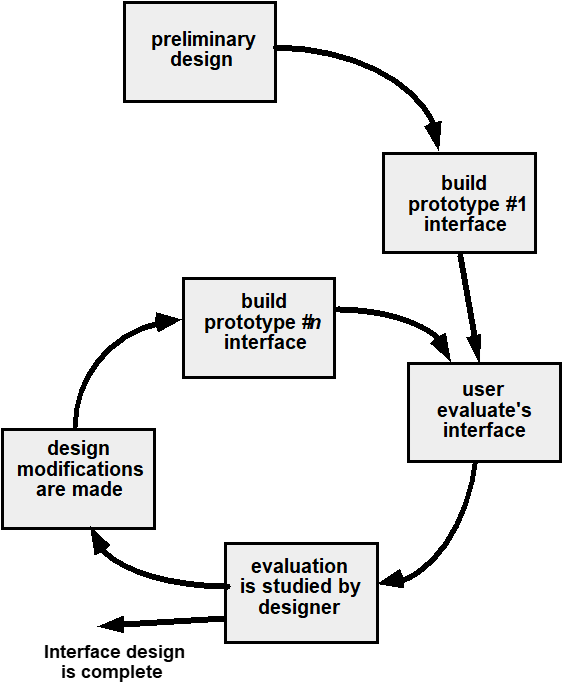 preliminary
design
build
prototype #1
interface
build
prototype #n
interface
user
evaluate's
interface
design
modifications
are made
evaluation
is studied by
designer
Interface design
is complete